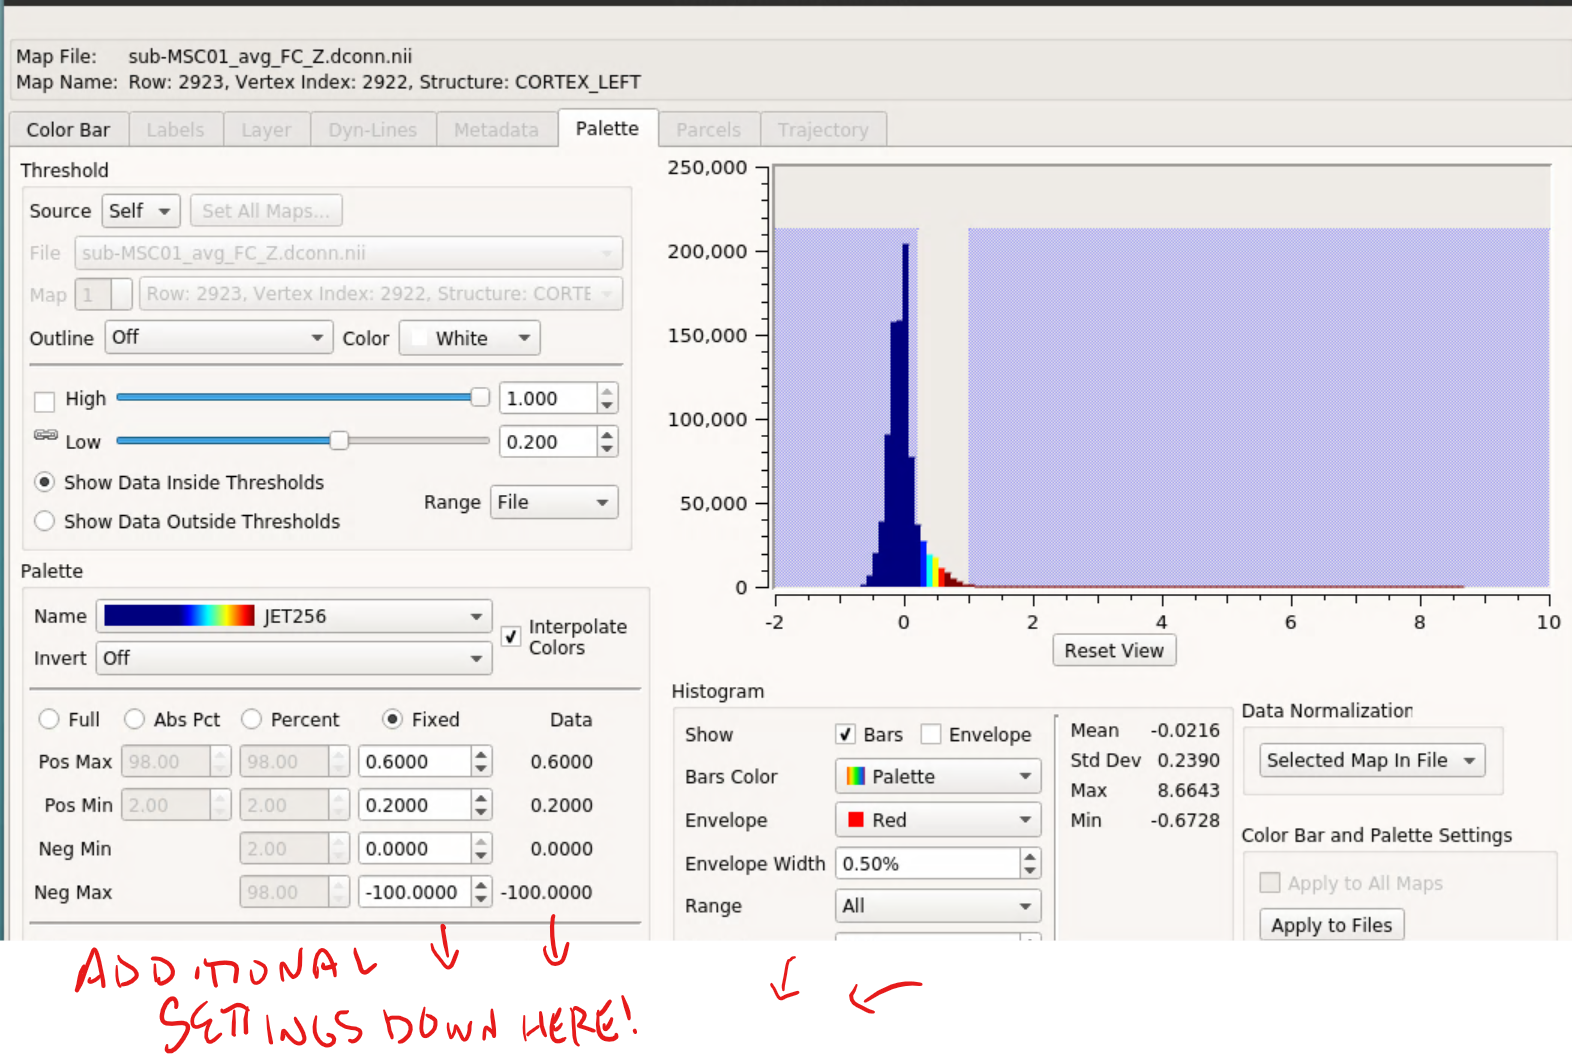 Map File: sub-MSC01_avg_FC_Z.dconn.nii
Map Name: Row: 2923, Vertex Index: 2922, Structure: CORTEX_LEFT
Color Bar Labels Layer Dyn-Lines Metadata Palette Parcels Trajectory
Threshold
Source Self Set All Maps...
File sub-MSC01_avg_FC_Z.dconn.nii
Map 1 Row: 2923, Vertex Index: 2922, Structure: CORTE
Outline Off Color White
High 1.000
Low 0.200
Show Data Inside Thresholds
Show Data Outside Thresholds
Range File
Palette
Name JET256
Invert Off
Interpolate
Colors
Full Abs Pct Percent Fixed Data
Pos Max 98.00 98.00 0.6000 0.6000
Pos Min 2.00 2.00 0.2000 0.2000
Neg Min 2.00 0.0000 0.0000
Neg Max 98.00 -100.0000 -100.0000
250,000
200,000
150,000
100,000
50,000
0
-2 0 2 4 6 8 10
Reset View
Histogram
Show Bars Envelope
Bars Color Palette
Envelope Red
Envelope Width 0.50%
Range All
Mean -0.0216
Std Dev 0.2390
Max 8.6643
Min -0.6728
Data Normalization
Selected Map In File
Color Bar and Palette Settings
Apply to All Maps
Apply to Files
ADDITIONAL
SETTINGS DOWN HERE!